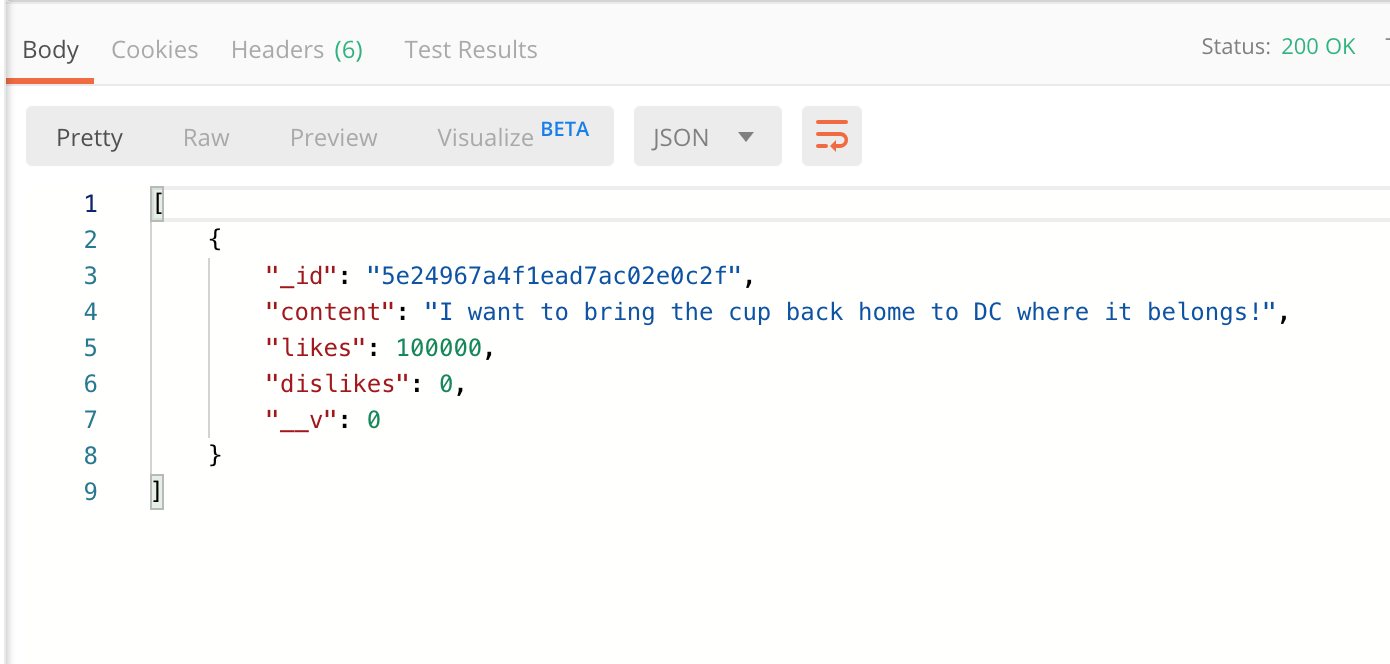 Body Cookies Headers (6) Test Results Status: 200 OK
Pretty Raw Preview Visualize BETA JSON
1 [
2 {
3 "_id": "5e24967a4f1ead7ac02e0c2f",
4 "content": "I want to bring the cup back home to DC where it belongs!",
5 "likes": 100000,
6 "dislikes": 0,
7 "__v": 0
8 }
9 ]